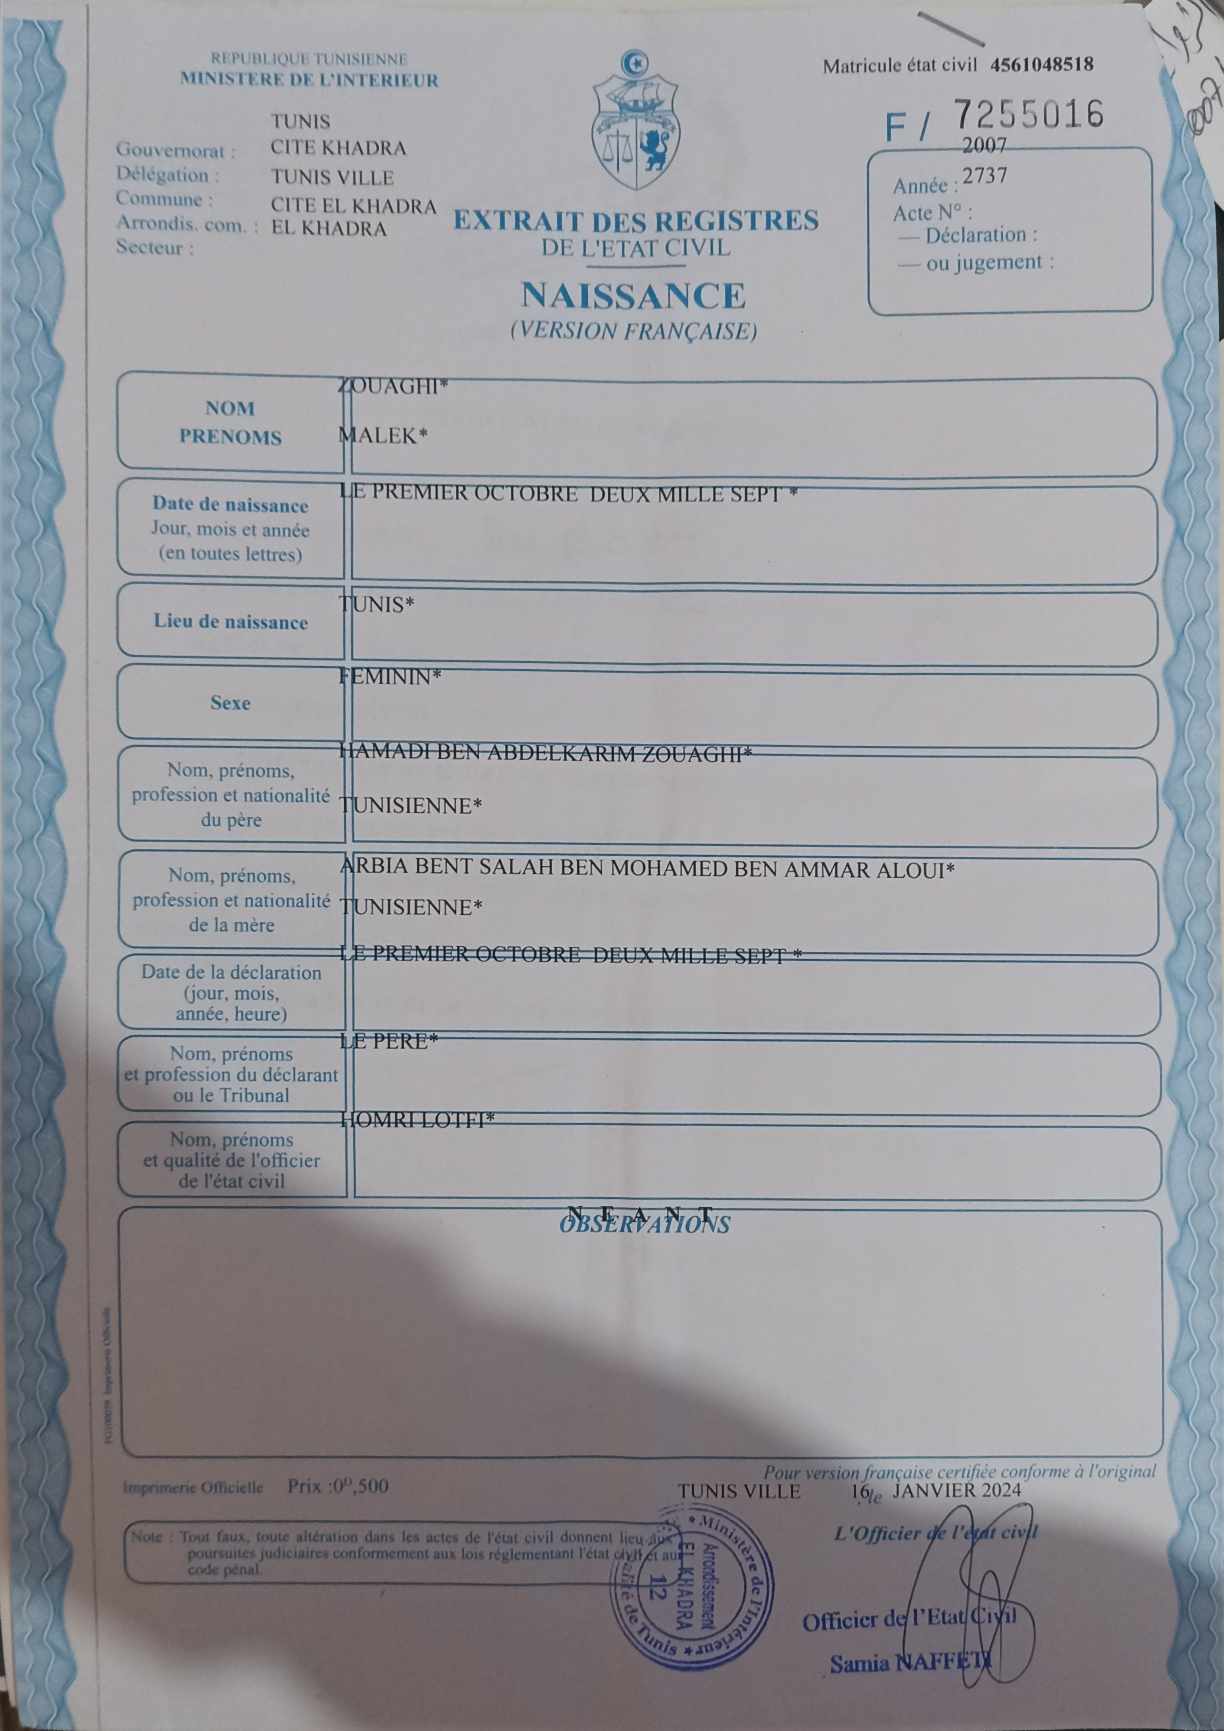 REPUBLIQUE TUNISIENNE
MINISTERE DE L'INTERIEUR
Matricule état civil 4561048518
F / 7255016
Gouvernorat : TUNIS
Délégation : CITE KHADRA
Commune : TUNIS VILLE
Arrondis. com. : CITE EL KHADRA
Secteur : EL KHADRA
Année : 2007
Acte N° : 2737
— Déclaration :
— ou jugement :
EXTRAIT DES REGISTRES
DE L'ETAT CIVIL
NAISSANCE
(VERSION FRANÇAISE)
NOM ZOUAGHI*
PRENOMS MALEK*
Date de naissance LE PREMIER OCTOBRE DEUX MILLE SEPT *
Jour, mois et année
(en toutes lettres)
Lieu de naissance TUNIS*
Sexe FEMININ*
HAMADI BEN ABDELKARIM ZOUAGHI*
Nom, prénoms,
profession et nationalité TUNISIENNE*
du père
ARBIA BENT SALAH BEN MOHAMED BEN AMMAR ALOUI*
Nom, prénoms,
profession et nationalité TUNISIENNE*
de la mère
LE PREMIER OCTOBRE DEUX MILLE SEPT *
Date de la déclaration
(jour, mois,
année, heure)
LE PERE*
Nom, prénoms
et profession du déclarant
ou le Tribunal
HOMRI LOTFI*
Nom, prénoms
et qualité de l'officier
de l'état civil
N E A N T
OBSERVATIONS
Imprimerie Officielle
Imprimerie Officielle Prix :0D,500
Pour version française certifiée conforme à l'original
TUNIS VILLE 16 le JANVIER 2024
L'Officier de l'état civil
Note : Tout faux, toute altération dans les actes de l'état civil donnent lieu aux
poursuites judiciaires conformement aux lois réglementant l'état civil et au
code pénal.
* Ministère de l'Intérieur *
Arrondissement
EL KHADRA
12
de Tunis
Officier de l'Etat Civil
Samia NAFFETI